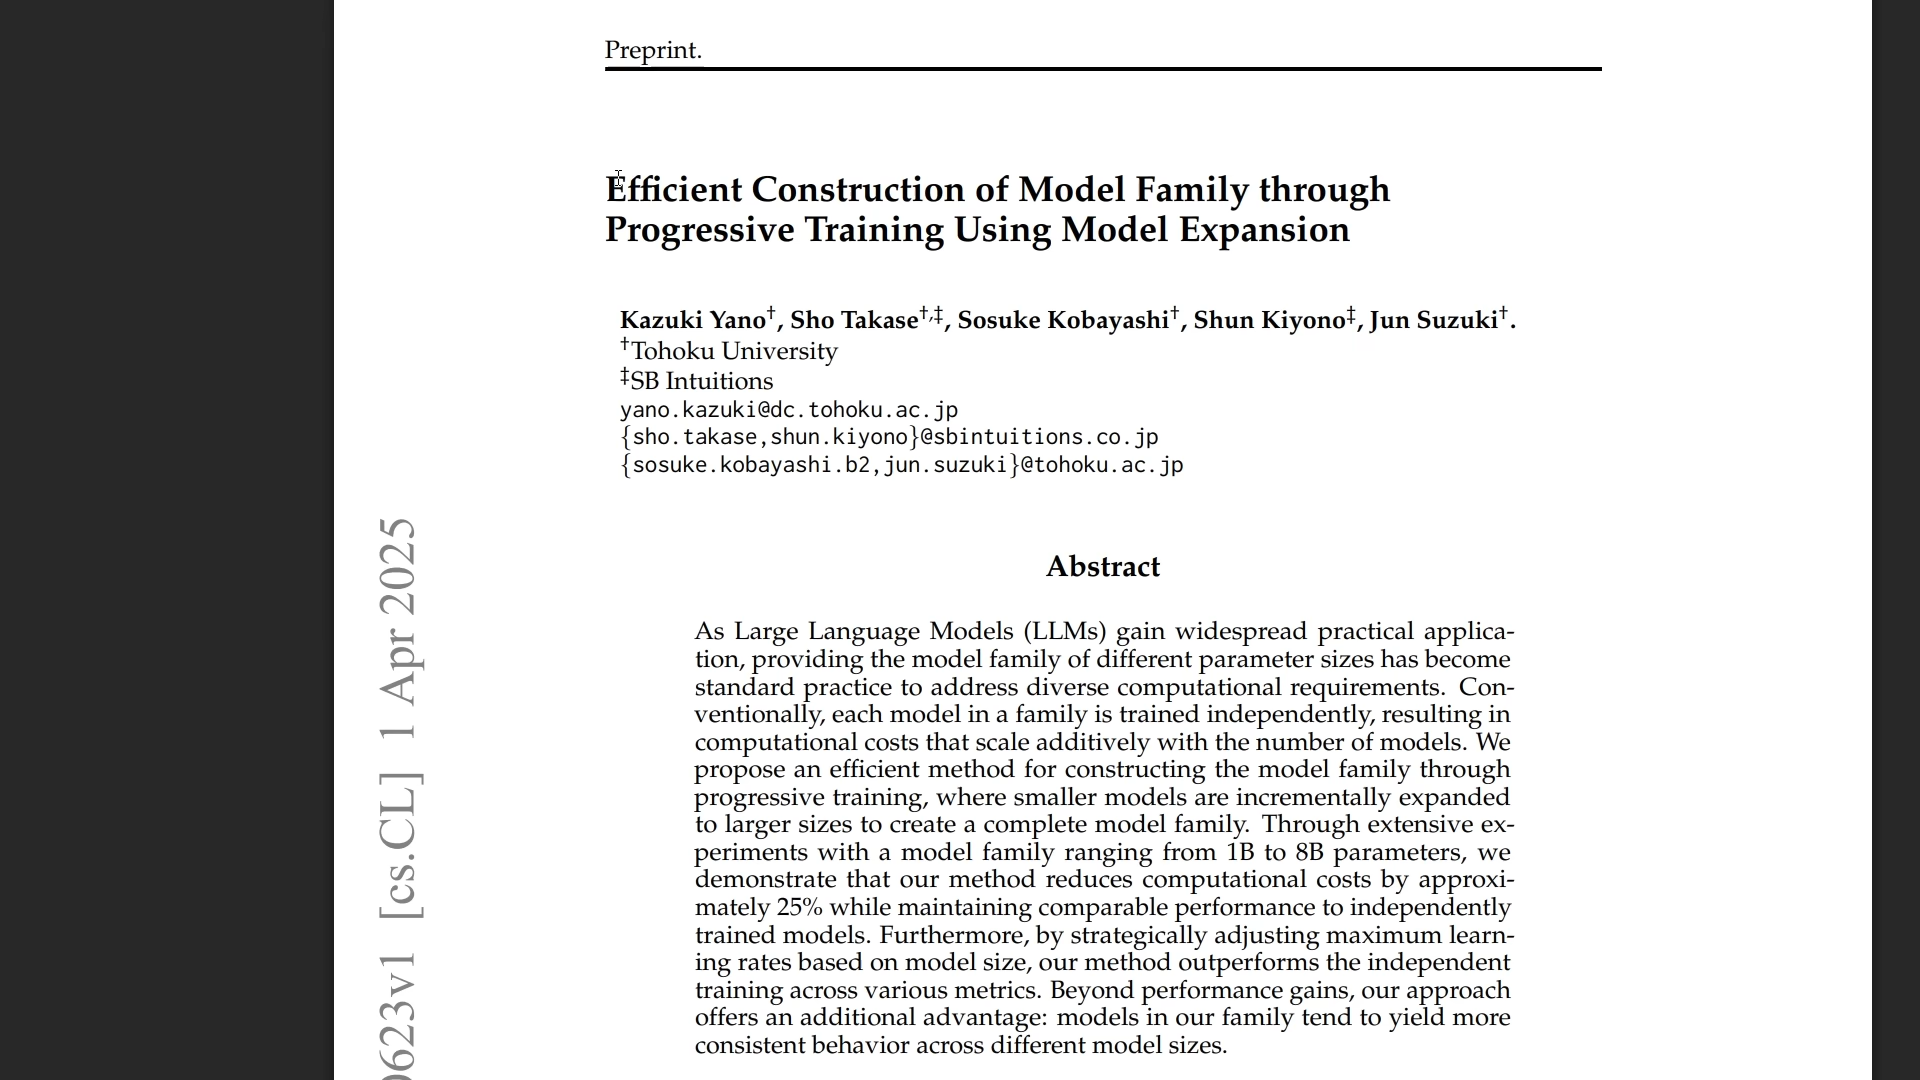 Preprint.
Efficient Construction of Model Family through
Progressive Training Using Model Expansion
Kazuki Yano†, Sho Takase†,‡, Sosuke Kobayashi†, Shun Kiyono‡, Jun Suzuki†.
†Tohoku University
‡SB Intuitions
yano.kazuki@dc.tohoku.ac.jp
{sho.takase,shun.kiyono}@sbintuitions.co.jp
{sosuke.kobayashi.b2,jun.suzuki}@tohoku.ac.jp
Abstract
As Large Language Models (LLMs) gain widespread practical applica-
tion, providing the model family of different parameter sizes has become
standard practice to address diverse computational requirements. Con-
ventionally, each model in a family is trained independently, resulting in
computational costs that scale additively with the number of models. We
propose an efficient method for constructing the model family through
progressive training, where smaller models are incrementally expanded
to larger sizes to create a complete model family. Through extensive ex-
periments with a model family ranging from 1B to 8B parameters, we
demonstrate that our method reduces computational costs by approxi-
mately 25% while maintaining comparable performance to independently
trained models. Furthermore, by strategically adjusting maximum learn-
ing rates based on model size, our method outperforms the independent
training across various metrics. Beyond performance gains, our approach
offers an additional advantage: models in our family tend to yield more
consistent behavior across different model sizes.
623v1 [cs.CL] 1 Apr 2025